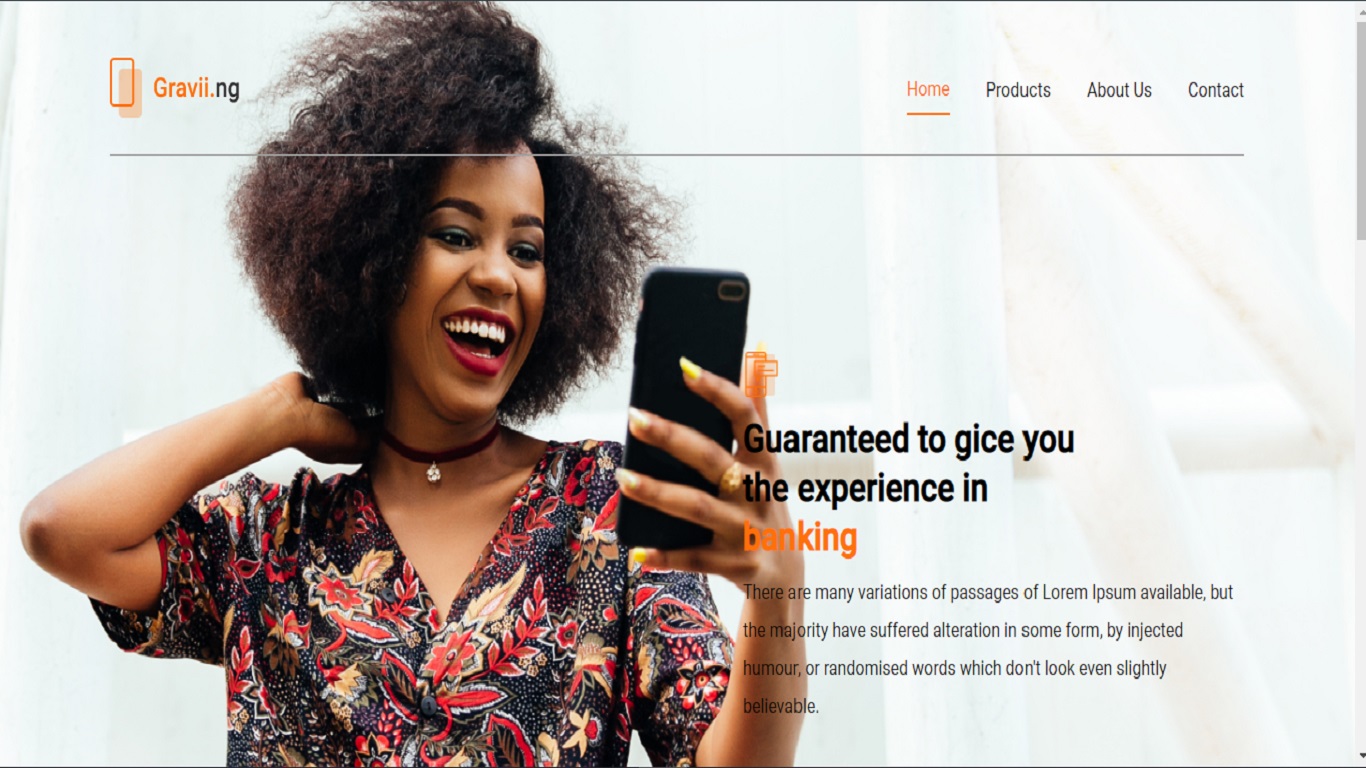 Gravii.ng
Home Products About Us Contact
Guaranteed to gice you
the experience in
banking
There are many variations of passages of Lorem Ipsum available, but
the majority have suffered alteration in some form, by injected
humour, or randomised words which don't look even slightly
believable.